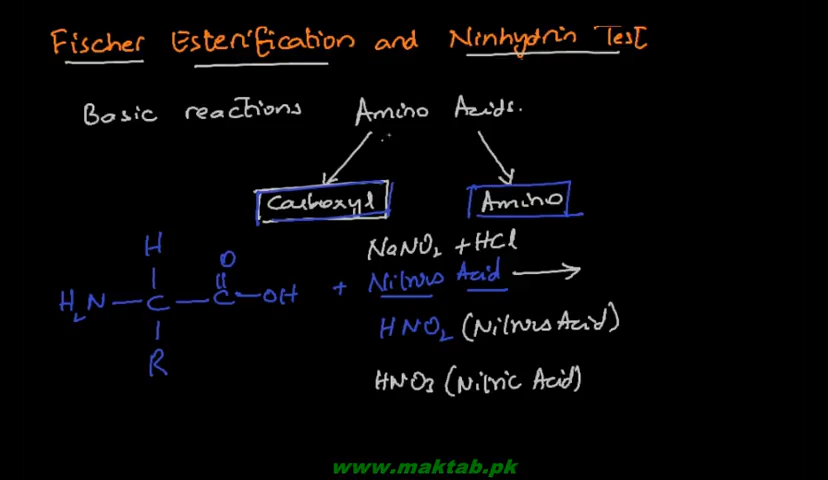 Fischer Esterification and Ninhydrin Test
Basic reactions Amino Acids.
Carboxyl Amino
NaNO2 + HCl
H O
H2N — C — C — OH + Nitrous Acid →
R
HNO2 (Nitrous Acid)
HNO3 (Nitric Acid)
www.maktab.pk